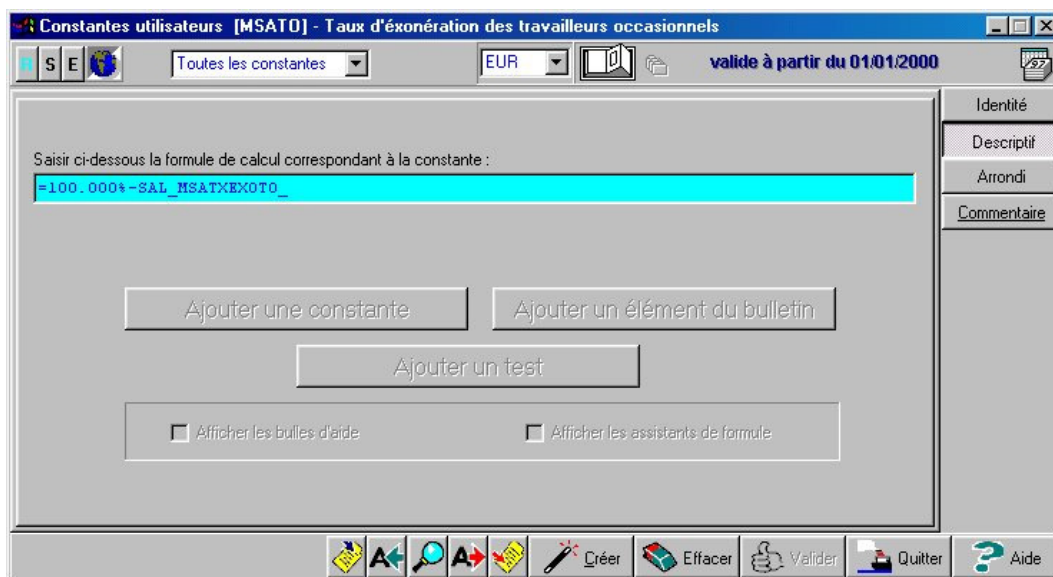 Constantes utilisateurs [MSATO] - Taux d'éxonération des travailleurs occasionnels
R S E Toutes les constantes EUR valide à partir du 01/01/2000
Identité
Descriptif
Arrondi
Commentaire
Saisir ci-dessous la formule de calcul correspondant à la constante :
=100.000%-SAL_MSATXEXOTO_
Ajouter une constante Ajouter un élément du bulletin
Ajouter un test
Afficher les bulles d'aide Afficher les assistants de formule
A A Créer Effacer Valider Quitter ? Aide